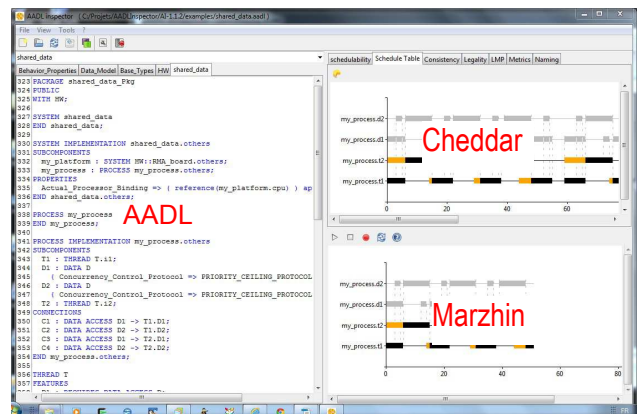 AADL inspector ( C:/Projets/AADLInspector/AI-1.1.2/examples/shared_data.aadl )
File View Tools ?
shared_data
Behavior_Properties Data_Model Base_Types HW shared_data
323 PACKAGE shared_data_Pkg
324 PUBLIC
325 WITH HW;
326
327 SYSTEM shared_data
328 END shared_data;
329
330 SYSTEM IMPLEMENTATION shared_data.others
331 SUBCOMPONENTS
332 my_platform : SYSTEM HW::RMA_board.others;
333 my_process : PROCESS my_process.others;
334 PROPERTIES
335 Actual_Processor_Binding => ( reference(my_platform.cpu) ) ap
336 END shared_data.others;
337
338 PROCESS my_process
339 END my_process;
340
341 PROCESS IMPLEMENTATION my_process.others
342 SUBCOMPONENTS
343 T1 : THREAD T.i1;
344 D1 : DATA D
345 { Concurrency_Control_Protocol => PRIORITY_CEILING_PROTOCOL
346 D2 : DATA D
347 { Concurrency_Control_Protocol => PRIORITY_CEILING_PROTOCOL
348 T2 : THREAD T.i2;
349 CONNECTIONS
350 C1 : DATA ACCESS D1 -> T1.D1;
351 C2 : DATA ACCESS D2 -> T1.D2;
352 C3 : DATA ACCESS D1 -> T2.D1;
353 C4 : DATA ACCESS D2 -> T2.D2;
354 END my_process.others;
355
356 THREAD T
357 FEATURES
AADL
schedulability Schedule Table Consistency Legality LMP Metrics Naming
my_process.d2
my_process.d1
my_process.t2
my_process.t1
0 20 40 60
Cheddar
my_process.d2
my_process.d1
my_process.t2
my_process.t1
0 20 40 60 80
Marzhin
FR